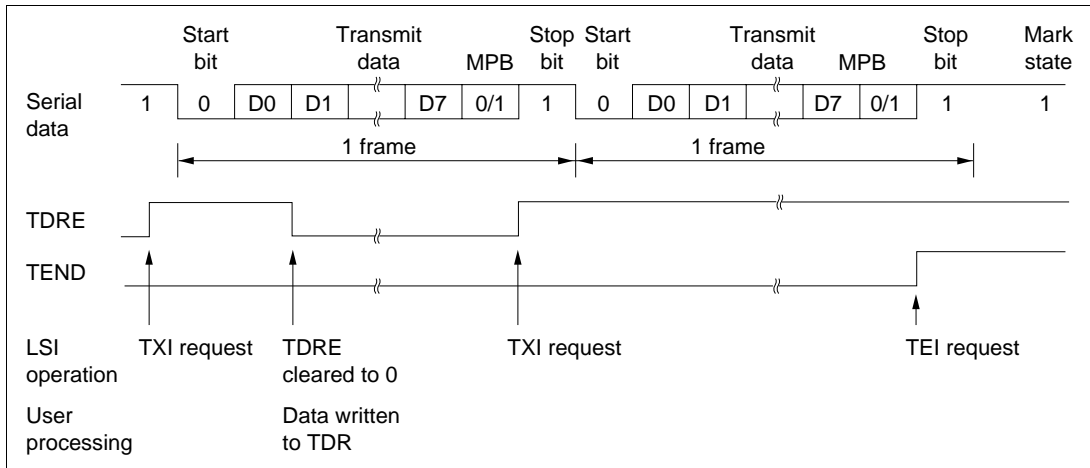 Start bit Transmit data MPB Stop bit Start bit Transmit data MPB Stop bit Mark state
Serial data 1 0 D0 D1 D7 0/1 1 0 D0 D1 D7 0/1 1 1
1 frame 1 frame
TDRE
TEND
LSI operation TXI request TDRE cleared to 0 TXI request TEI request
User processing Data written to TDR